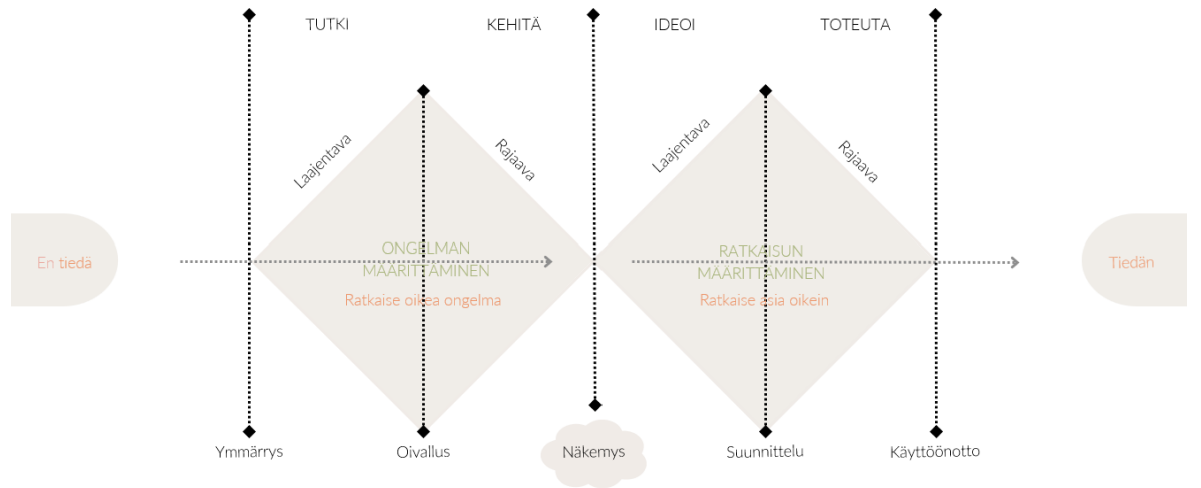 TUTKI
KEHITÄ
IDEOI
TOTEUTA
Laajentava
Rajaava
Laajentava
Rajaava
En tiedä
ONGELMAN
MÄÄRITTÄMINEN
Ratkaise oikea ongelma
RATKAISUN
MÄÄRITTÄMINEN
Ratkaise asia oikein
Tiedän
Ymmärrys
Oivallus
Näkemys
Suunnittelu
Käyttöönotto